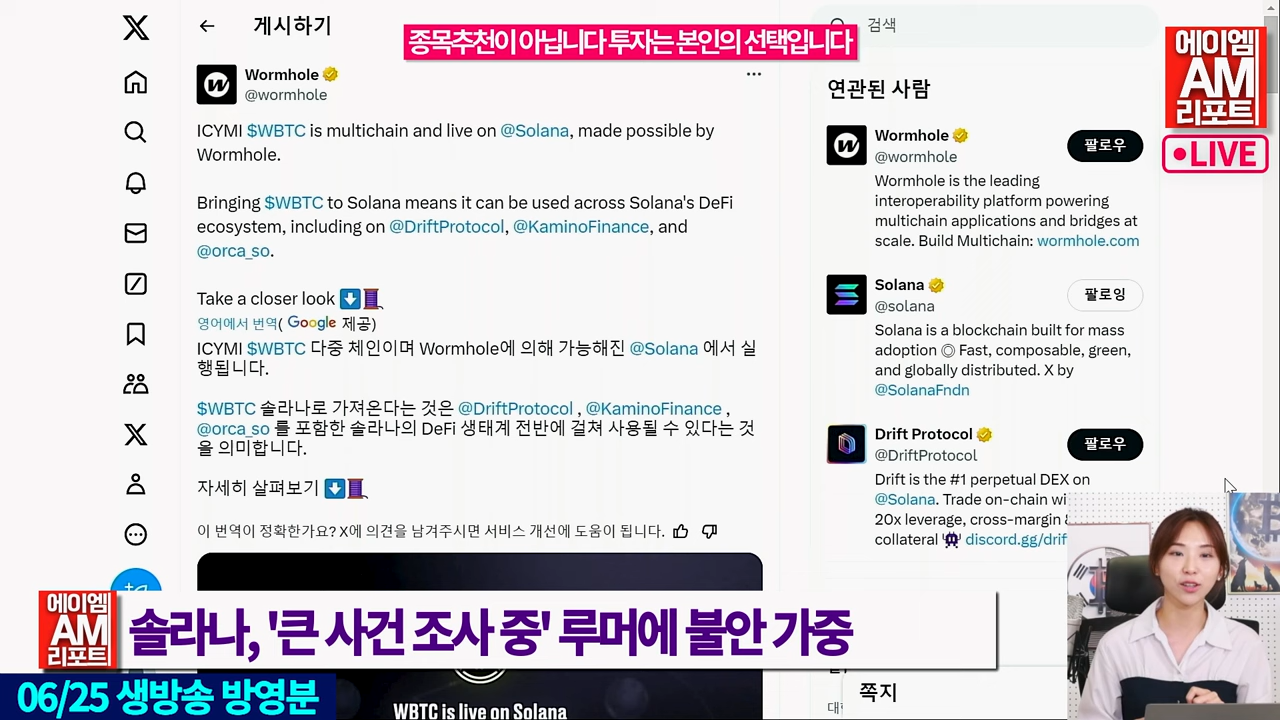 게시하기
종목추천이 아닙니다 투자는 본인의 선택입니다
검색
에이엠
AM
리포트
LIVE
Wormhole
@wormhole
ICYMI $WBTC is multichain and live on @Solana, made possible by
Wormhole.
Bringing $WBTC to Solana means it can be used across Solana's DeFi
ecosystem, including on @DriftProtocol, @KaminoFinance, and
@orca_so.
Take a closer look
영어에서 번역( Google 제공)
ICYMI $WBTC 다중 체인이며 Wormhole에 의해 가능해진 @Solana 에서 실
행됩니다.
$WBTC 솔라나로 가져온다는 것은 @DriftProtocol , @KaminoFinance ,
@orca_so 를 포함한 솔라나의 DeFi 생태계 전반에 걸쳐 사용될 수 있다는 것
을 의미합니다.
자세히 살펴보기
이 번역이 정확한가요? X에 의견을 남겨주시면 서비스 개선에 도움이 됩니다.
WBTC is live on Solana
연관된 사람
Wormhole
@wormhole
팔로우
Wormhole is the leading
interoperability platform powering
multichain applications and bridges at
scale. Build Multichain: wormhole.com
Solana
@solana
팔로잉
Solana is a blockchain built for mass
adoption ◎ Fast, composable, green,
and globally distributed. X by
@SolanaFndn
Drift Protocol
@DriftProtocol
팔로우
Drift is the #1 perpetual DEX on
@Solana. Trade on-chain wi
20x leverage, cross-margin
collateral discord.gg/drif
쪽지
에이엠
AM
리포트
솔라나, '큰 사건 조사 중' 루머에 불안 가중
06/25 생방송 방영분